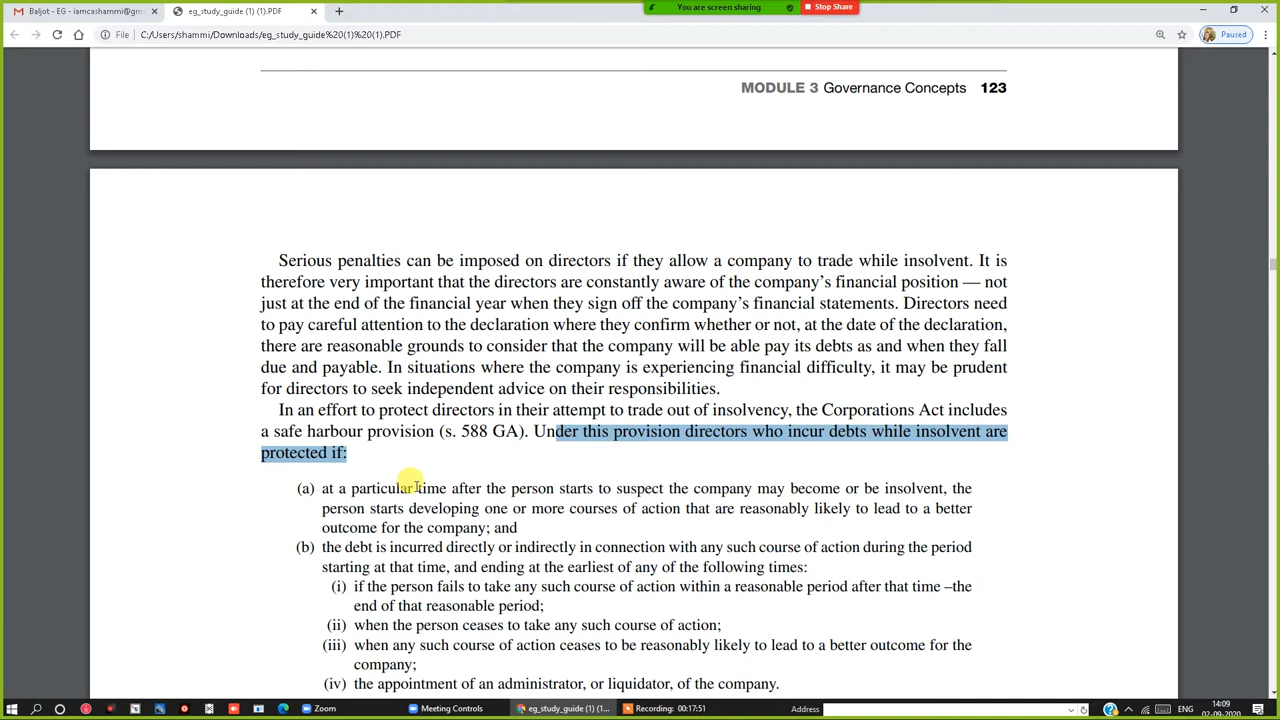 Baljot - EG - iamcashammi@gm
eg_study_guide (1) (1).PDF
You are screen sharing
Stop Share
File
C:/Users/shammi/Downloads/eg_study_guide%20(1)%20(1).PDF
Paused
MODULE 3 Governance Concepts 123
Serious penalties can be imposed on directors if they allow a company to trade while insolvent. It is
therefore very important that the directors are constantly aware of the company’s financial position — not
just at the end of the financial year when they sign off the company’s financial statements. Directors need
to pay careful attention to the declaration where they confirm whether or not, at the date of the declaration,
there are reasonable grounds to consider that the company will be able pay its debts as and when they fall
due and payable. In situations where the company is experiencing financial difficulty, it may be prudent
for directors to seek independent advice on their responsibilities.
In an effort to protect directors in their attempt to trade out of insolvency, the Corporations Act includes
a safe harbour provision (s. 588 GA). Under this provision directors who incur debts while insolvent are
protected if:
(a) at a particular time after the person starts to suspect the company may become or be insolvent, the
person starts developing one or more courses of action that are reasonably likely to lead to a better
outcome for the company; and
(b) the debt is incurred directly or indirectly in connection with any such course of action during the period
starting at that time, and ending at the earliest of any of the following times:
(i) if the person fails to take any such course of action within a reasonable period after that time –the
end of that reasonable period;
(ii) when the person ceases to take any such course of action;
(iii) when any such course of action ceases to be reasonably likely to lead to a better outcome for the
company;
(iv) the appointment of an administrator, or liquidator, of the company.
Zoom
Meeting Controls
eg_study_guide (1) (1...
Recording: 00:17:51
Address
ENG
14:09
02-09-2020